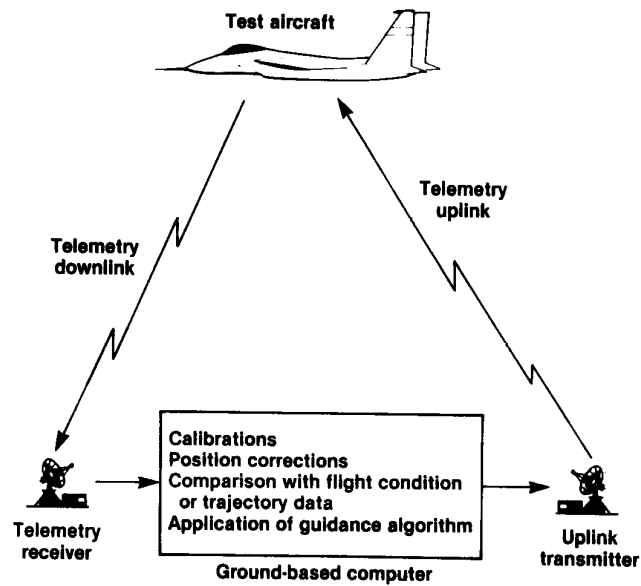 Test aircraft
Telemetry
uplink
Telemetry
downlink
Calibrations
Position corrections
Comparison with flight condition
or trajectory data
Application of guidance algorithm
Telemetry
receiver
Uplink
transmitter
Ground-based computer